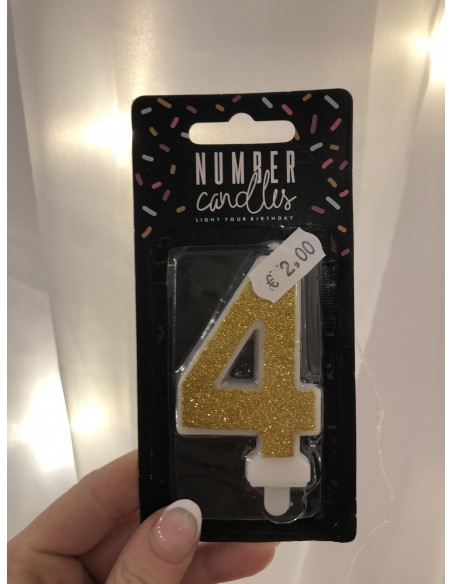 NUMBER
candles
LIGHT YOUR BIRTHDAY
€ 2,00
4